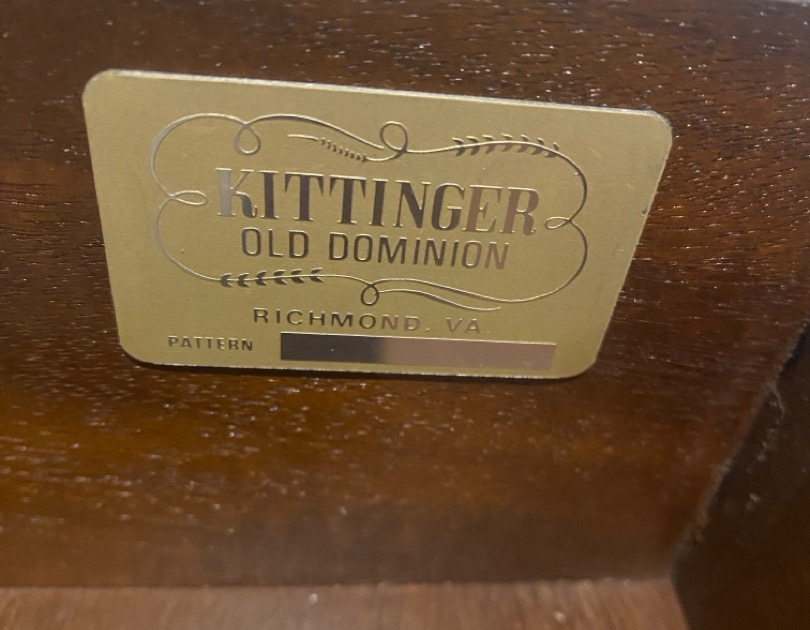 KITTINGER
OLD DOMINION
RICHMOND. VA.
PATTERN